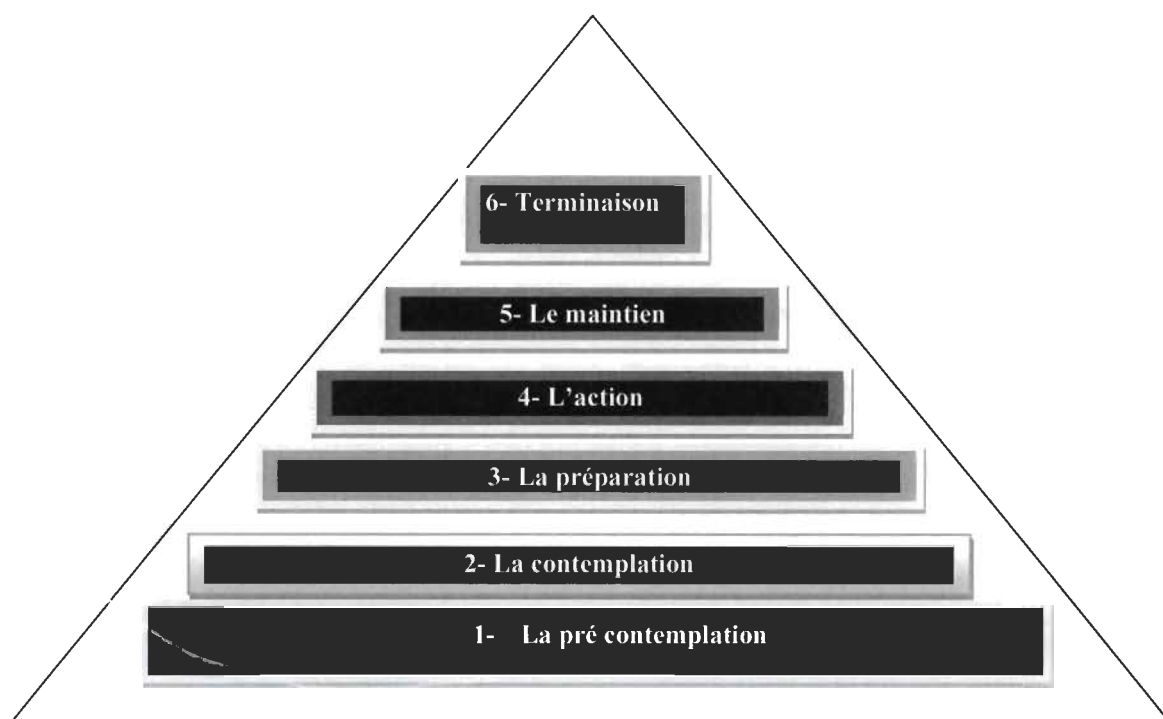 6- Terminaison
5- Le maintien
4- L’action
3- La préparation
2- La contemplation
1- La pré contemplation